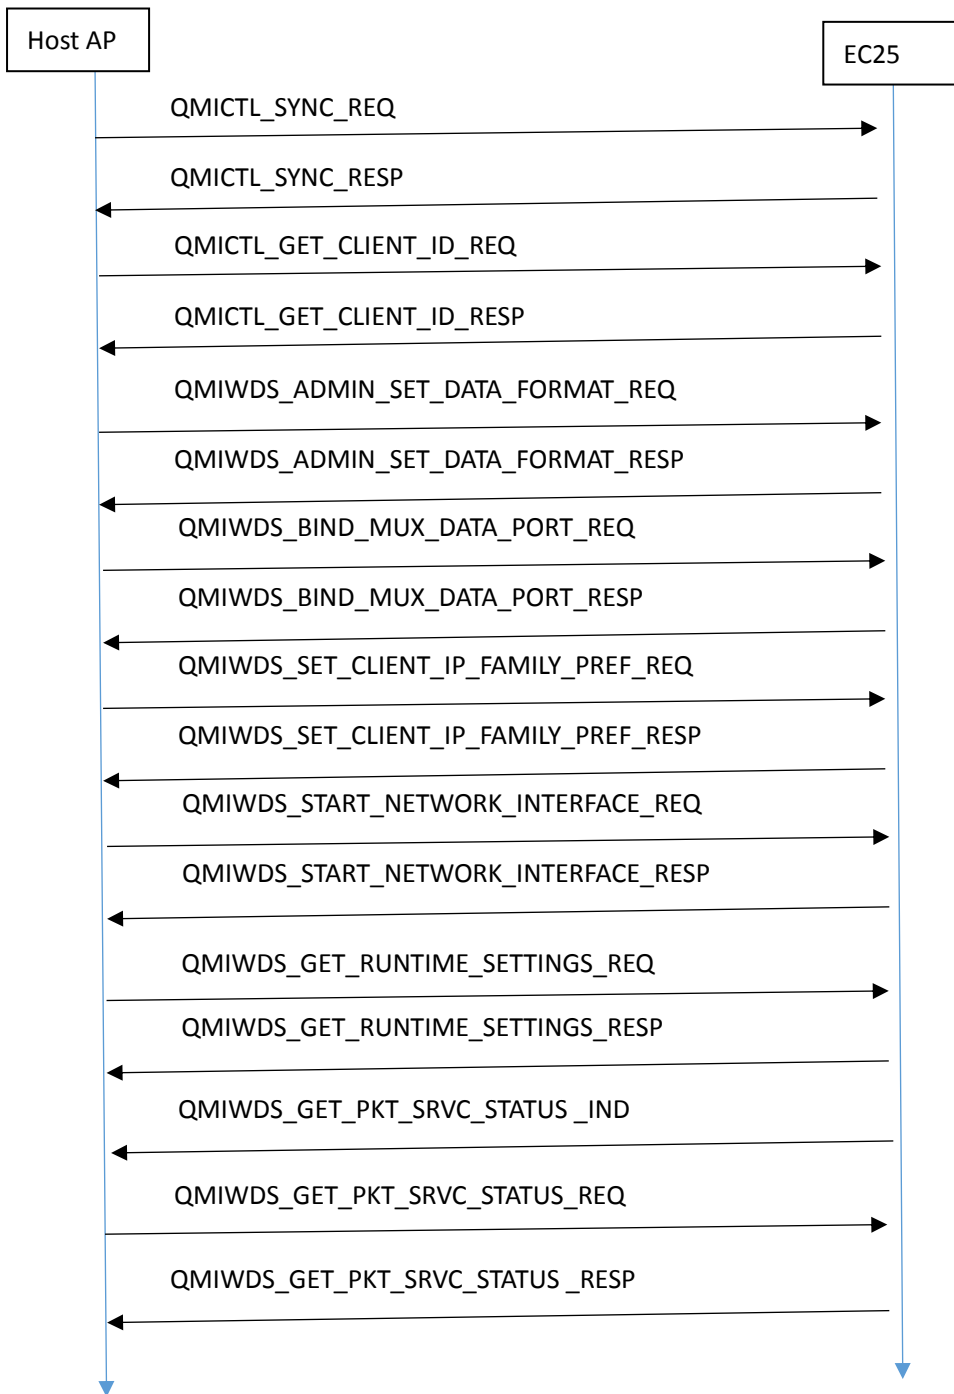 Host AP
EC25
QMICTL_SYNC_REQ
QMICTL_SYNC_RESP
QMICTL_GET_CLIENT_ID_REQ
QMICTL_GET_CLIENT_ID_RESP
QMIWDS_ADMIN_SET_DATA_FORMAT_REQ
QMIWDS_ADMIN_SET_DATA_FORMAT_RESP
QMIWDS_BIND_MUX_DATA_PORT_REQ
QMIWDS_BIND_MUX_DATA_PORT_RESP
QMIWDS_SET_CLIENT_IP_FAMILY_PREF_REQ
QMIWDS_SET_CLIENT_IP_FAMILY_PREF_RESP
QMIWDS_START_NETWORK_INTERFACE_REQ
QMIWDS_START_NETWORK_INTERFACE_RESP
QMIWDS_GET_RUNTIME_SETTINGS_REQ
QMIWDS_GET_RUNTIME_SETTINGS_RESP
QMIWDS_GET_PKT_SRVC_STATUS _IND
QMIWDS_GET_PKT_SRVC_STATUS_REQ
QMIWDS_GET_PKT_SRVC_STATUS _RESP